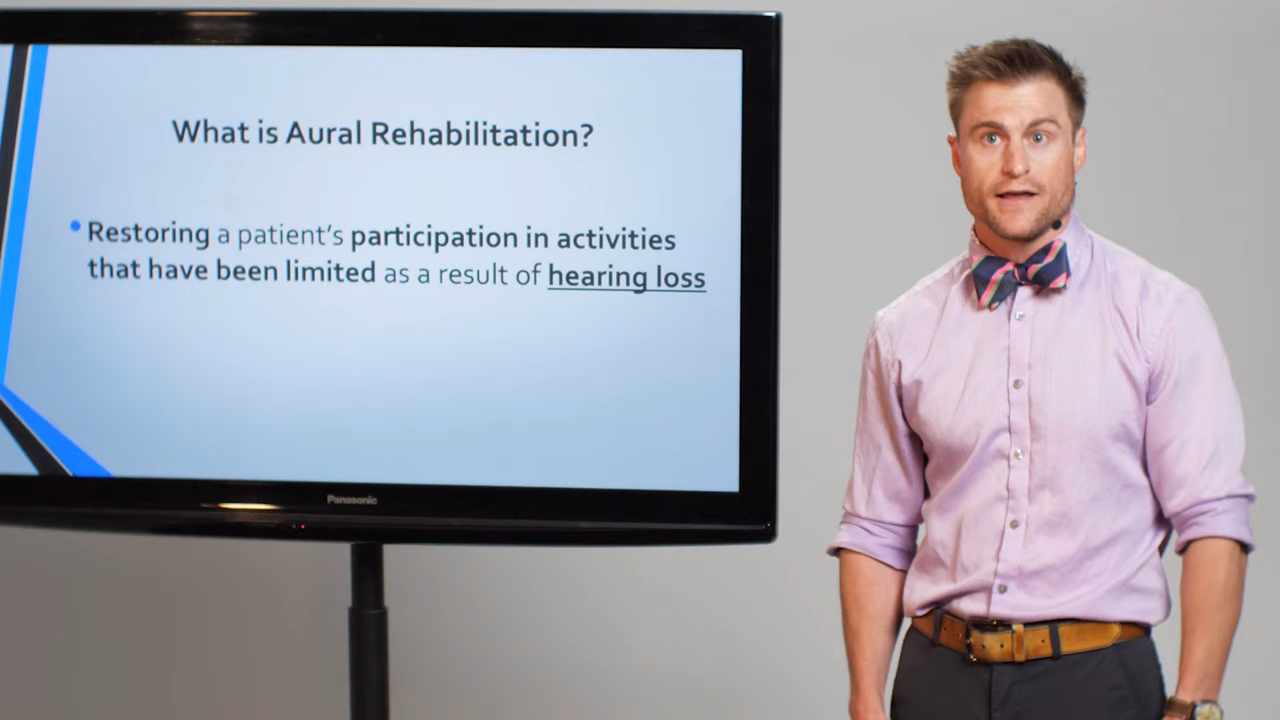 What is Aural Rehabilitation?
Restoring a patient's participation in activities
that have been limited as a result of hearing loss
Panasonic